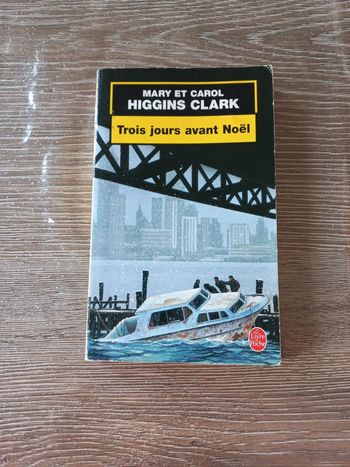 MARY ET CAROL
HIGGINS CLARK
Trois jours avant Noël
Le Livre
de Poche